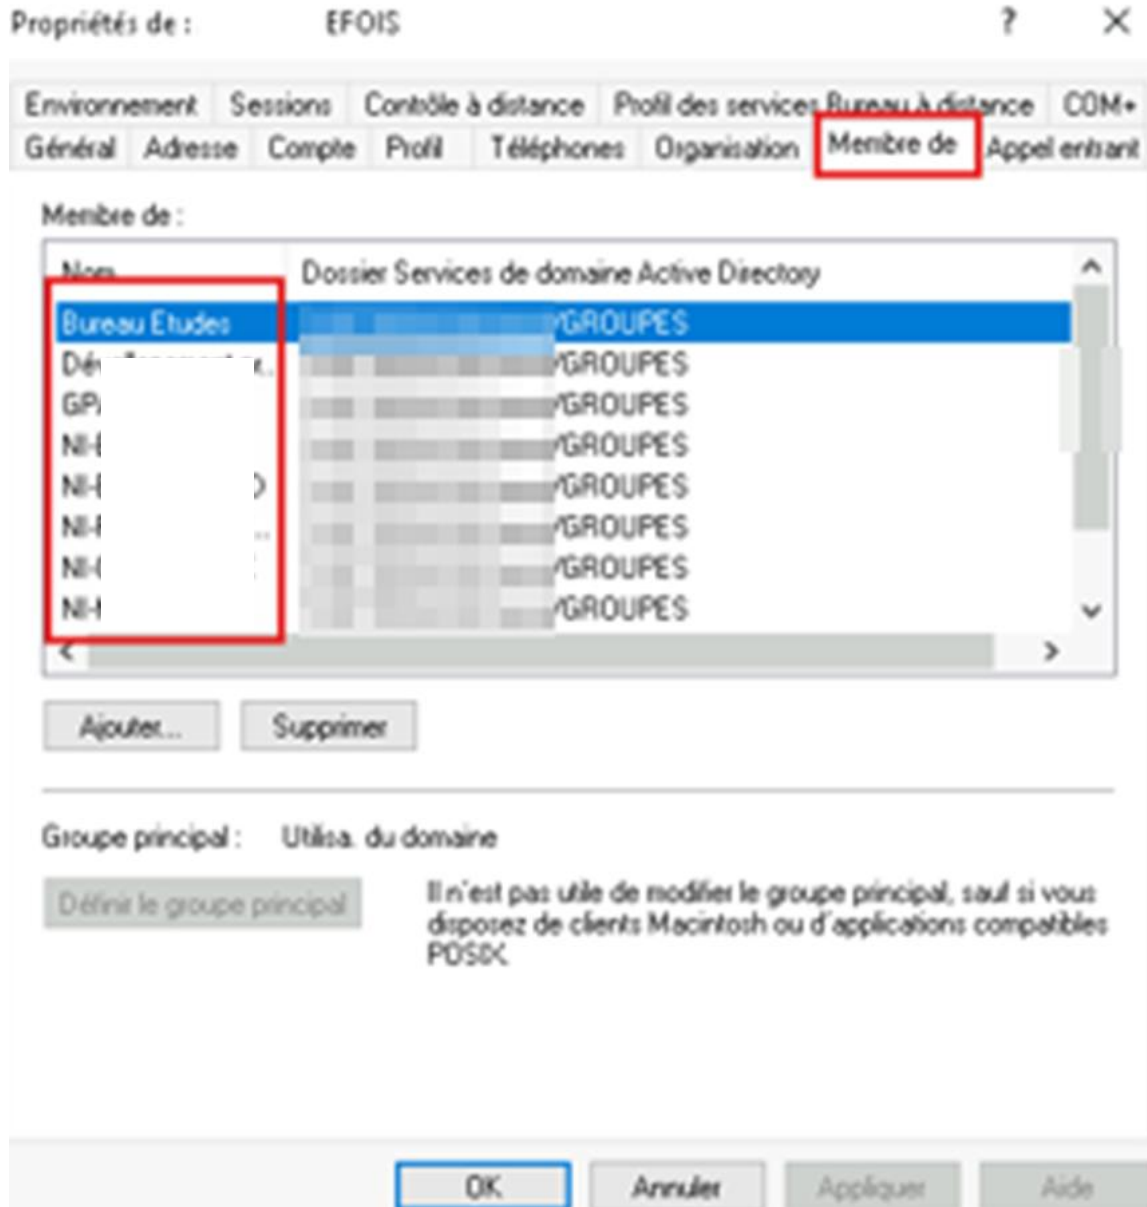 Propriétés de : EFOIS ?
Environnement Sessions Contrôle à distance Profil des services Bureau à distance COM+
Général Adresse Compte Profil Téléphones Organisation Membre de Appel entrant
Membre de :
Nom Dossier Services de domaine Active Directory
Bureau Etudes /GROUPES
/GROUPES
/GROUPES
/GROUPES
/GROUPES
/GROUPES
/GROUPES
/GROUPES
Ajouter... Supprimer
Groupe principal : Utilisa. du domaine
Définir le groupe principal
Il n'est pas utile de modifier le groupe principal, sauf si vous
disposez de clients Macintosh ou d'applications compatibles
POSIX.
OK Annuler Appliquer Aide